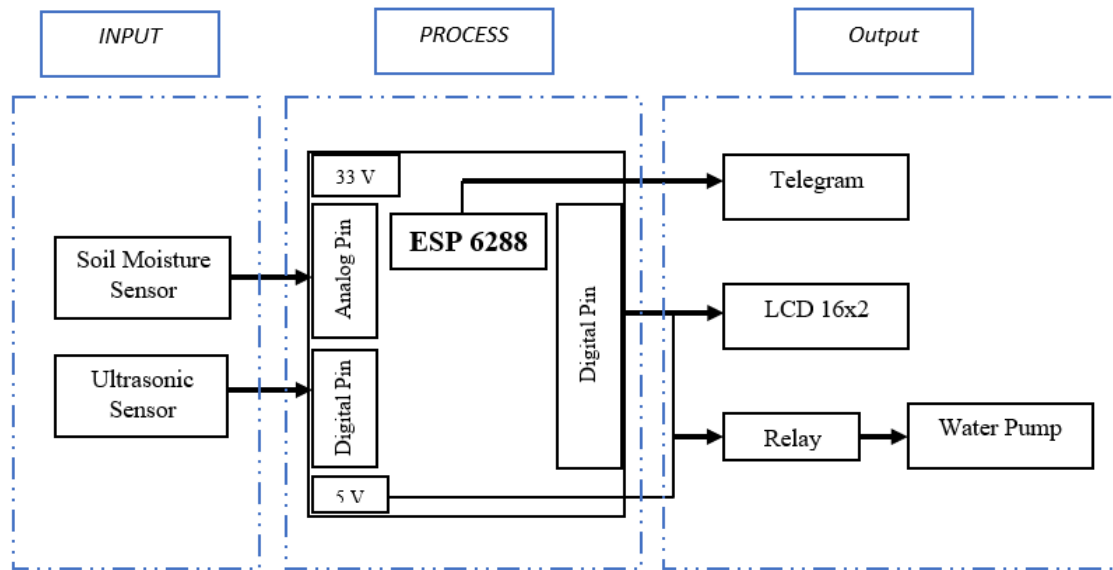 INPUT
PROCESS
Output
33 V
Analog Pin
ESP 6288
Digital Pin
Soil Moisture
Sensor
Ultrasonic
Sensor
Digital Pin
5 V
Telegram
LCD 16x2
Relay
Water Pump